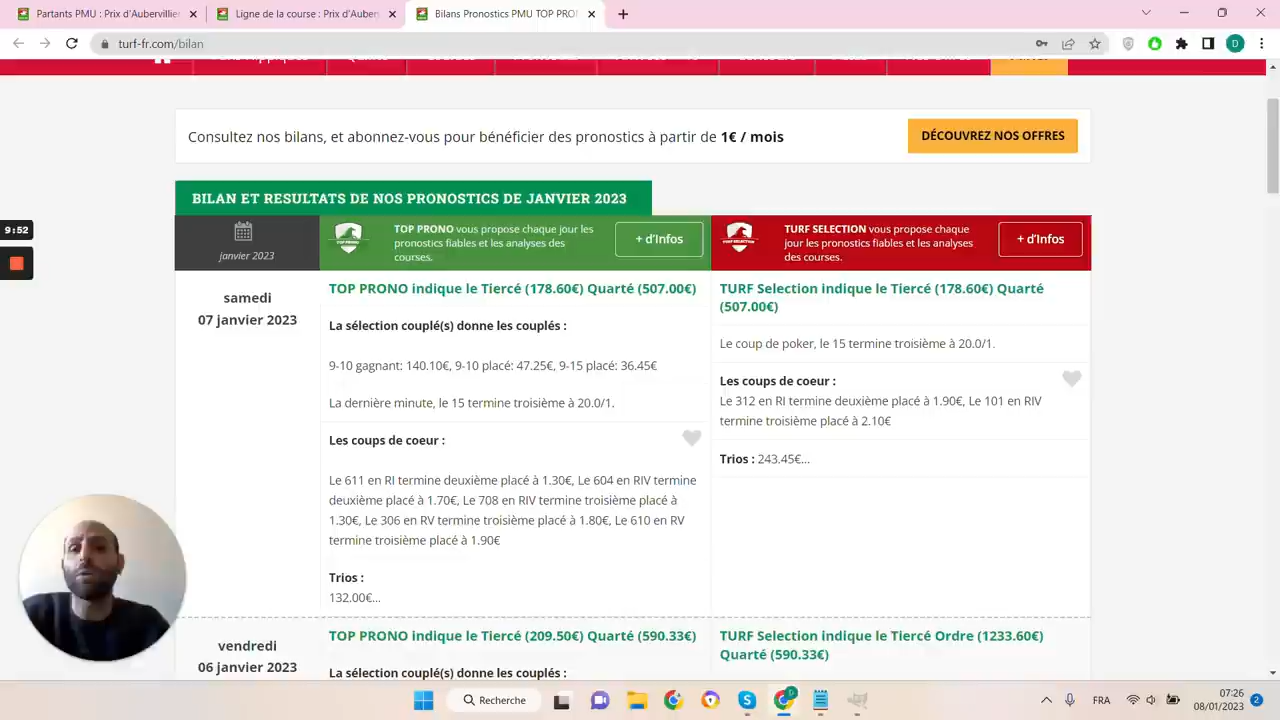 Partants PMU : Prix d'Aubervillier
Ligne de la course : Prix d'Auber
Bilans Pronostics PMU TOP PRO
turf-fr.com/bilan
D
Consultez nos bilans, et abonnez-vous pour bénéficier des pronostics à partir de 1€ / mois
DÉCOUVREZ NOS OFFRES
BILAN ET RESULTATS DE NOS PRONOSTICS DE JANVIER 2023
janvier 2023
TOP PRONO
TOP PRONO vous propose chaque jour les
pronostics fiables et les analyses des
courses.
+ d'Infos
TURF SELECTION
TURF SELECTION vous propose chaque
jour les pronostics fiables et les analyses
des courses.
+ d'Infos
9:52
samedi
07 janvier 2023
TOP PRONO indique le Tiercé (178.60€) Quarté (507.00€)
La sélection couplé(s) donne les couplés :
9-10 gagnant: 140.10€, 9-10 placé: 47.25€, 9-15 placé: 36.45€
La dernière minute, le 15 termine troisième à 20.0/1.
Les coups de coeur :
Le 611 en RI termine deuxième placé à 1.30€, Le 604 en RIV termine
deuxième placé à 1.70€, Le 708 en RIV termine troisième placé à
1.30€, Le 306 en RV termine troisième placé à 1.80€, Le 610 en RV
termine troisième placé à 1.90€
Trios :
132.00€...
TURF Selection indique le Tiercé (178.60€) Quarté
(507.00€)
Le coup de poker, le 15 termine troisième à 20.0/1.
Les coups de coeur :
Le 312 en RI termine deuxième placé à 1.90€, Le 101 en RIV
termine troisième placé à 2.10€
Trios : 243.45€...
vendredi
06 janvier 2023
TOP PRONO indique le Tiercé (209.50€) Quarté (590.33€)
La sélection couplé(s) donne les couplés :
TURF Selection indique le Tiercé Ordre (1233.60€)
Quarté (590.33€)
Recherche
D
FRA
07:26
08/01/2023
2